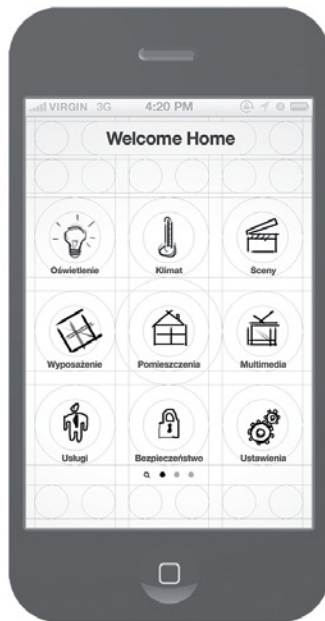 VIRGIN 3G 4:20 PM
Welcome Home
Oświetlenie Klimat Sceny
Wyposażenie Pomieszczenia Multimedia
Usługi Bezpieczeństwo Ustawienia